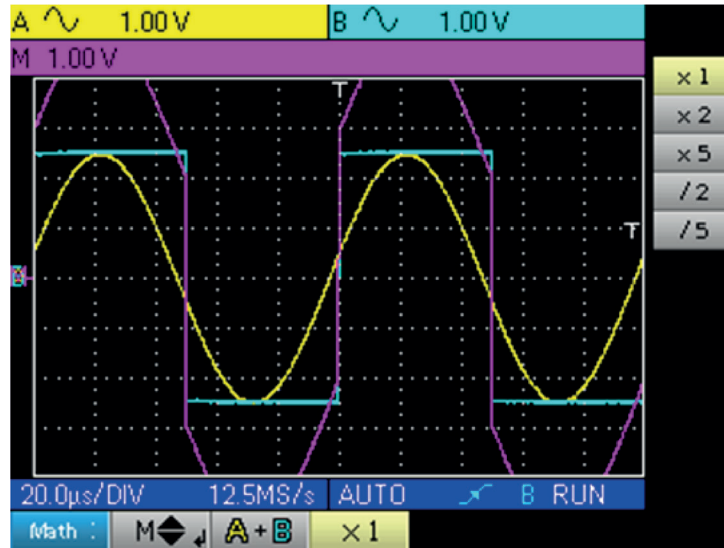 A 1.00 V B 1.00 V
M 1.00 V
T
x 1
x 2
x 5
/ 2
/ 5
T
20.0µs/DIV 12.5MS/s AUTO B RUN
Math : M A + B x 1